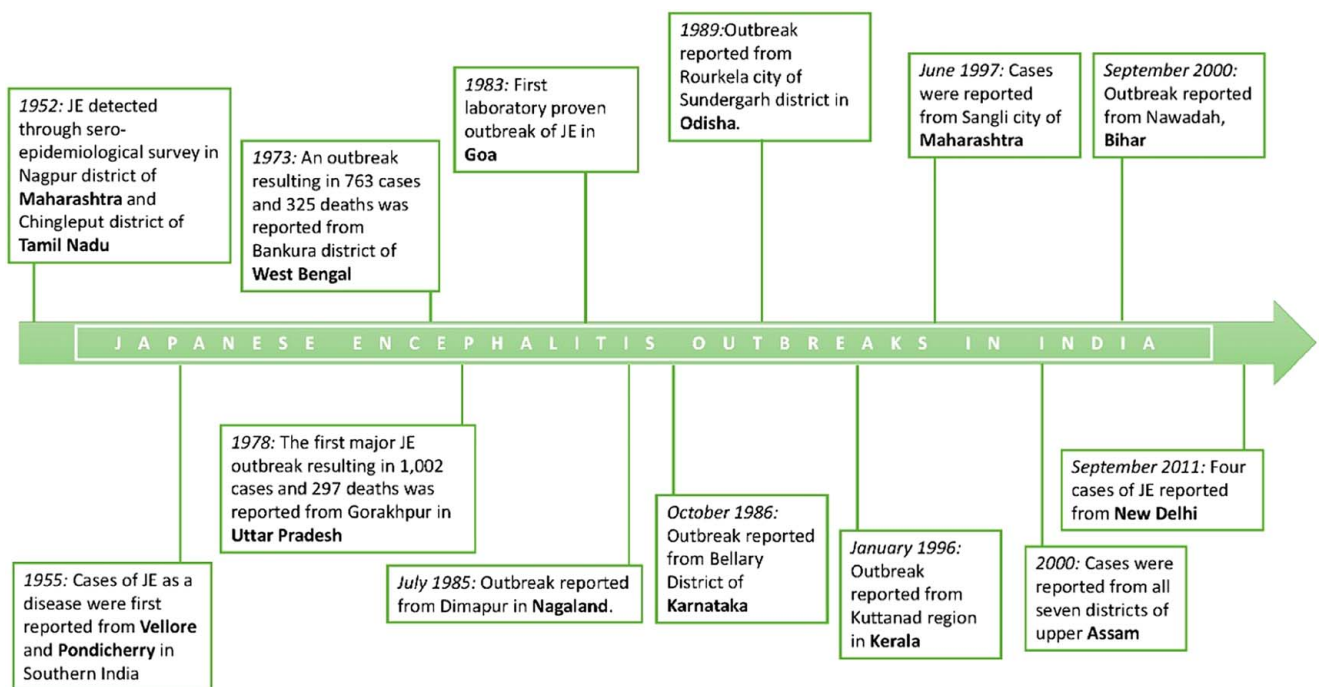 1952: JE detected
through sero-
epidemiological survey in
Nagpur district of
Maharashtra and
Chingleput district of
Tamil Nadu
1973: An outbreak
resulting in 763 cases
and 325 deaths was
reported from
Bankura district of
West Bengal
1983: First
laboratory proven
outbreak of JE in
Goa
1989:Outbreak
reported from
Rourkela city of
Sundergarh district in
Odisha.
June 1997: Cases
were reported
from Sangli city of
Maharashtra
September 2000:
Outbreak reported
from Nawadah,
Bihar
JAPANESE ENCEPHALITIS OUTBREAKS IN INDIA
1955: Cases of JE as a
disease were first
reported from Vellore
and Pondicherry in
Southern India
1978: The first major JE
outbreak resulting in 1,002
cases and 297 deaths was
reported from Gorakhpur in
Uttar Pradesh
July 1985: Outbreak reported
from Dimapur in Nagaland.
October 1986:
Outbreak reported
from Bellary
District of
Karnataka
January 1996:
Outbreak
reported from
Kuttanad region
in Kerala
2000: Cases were
reported from all
seven districts of
upper Assam
September 2011: Four
cases of JE reported
from New Delhi